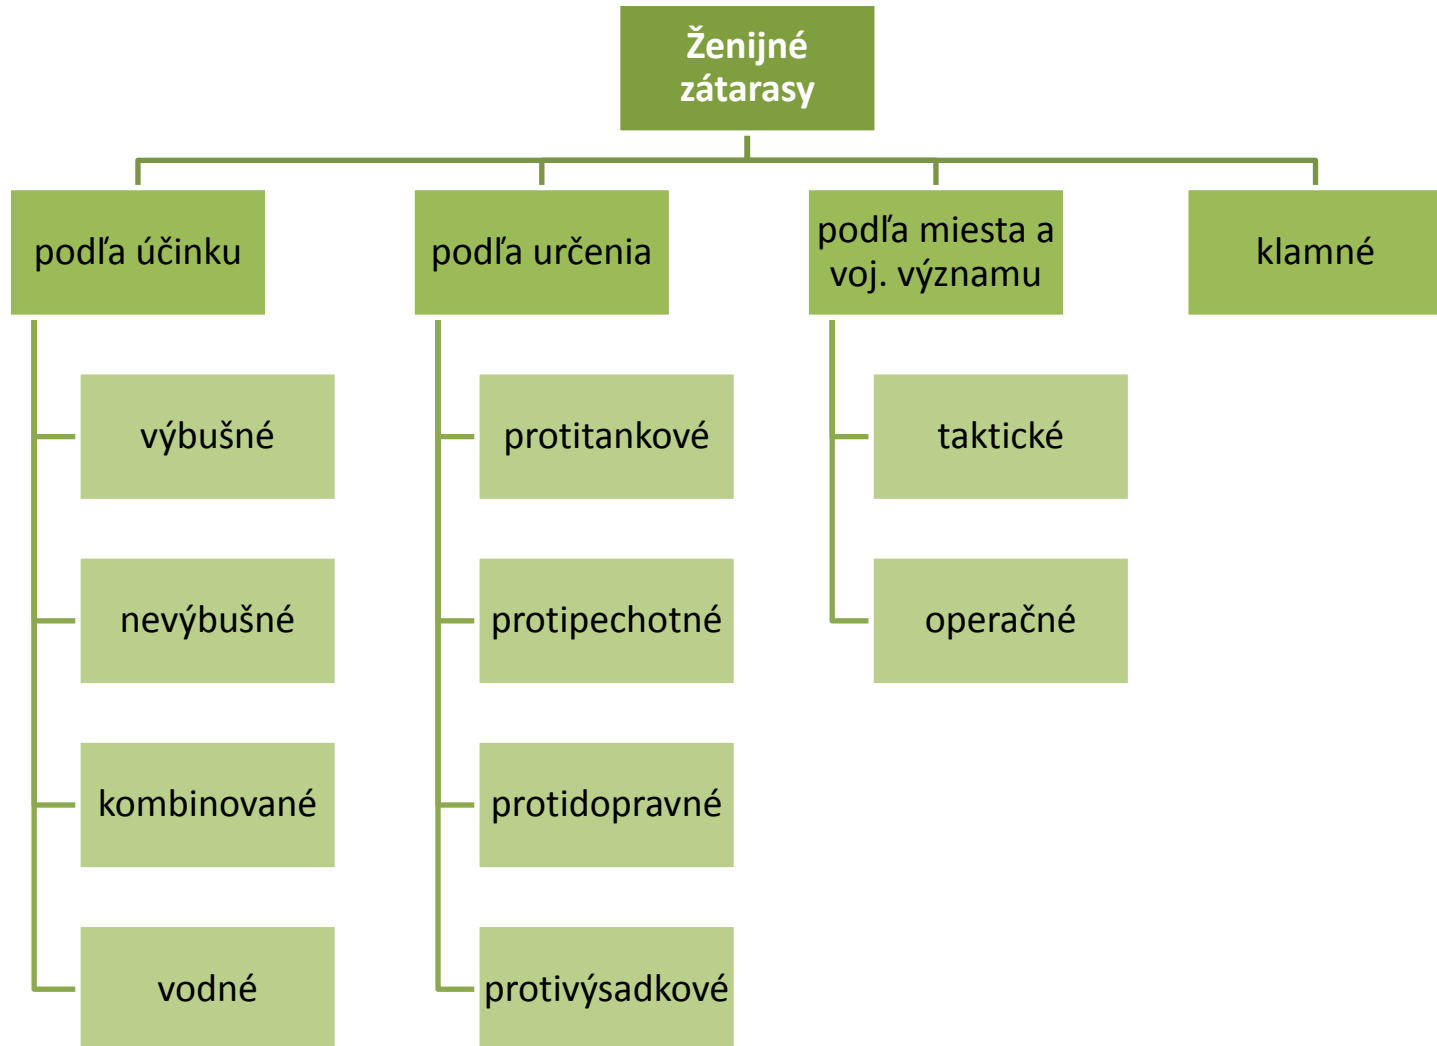 Ženijné
zátarasy
podľa účinku
výbušné
nevýbušné
kombinované
vodné
podľa určenia
protitankové
protipechotné
protidopravné
protivýsadkové
podľa miesta a
voj. významu
taktické
operačné
klamné